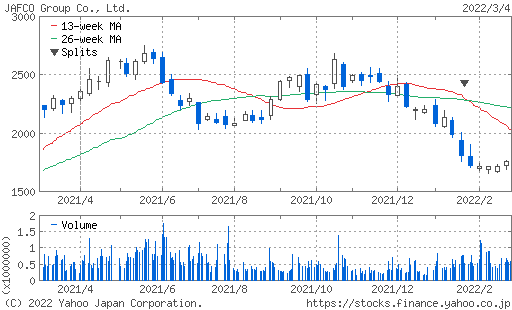 JAFCO Group Co., Ltd. 2022/3/4
3000
13-week MA
26-week MA
Splits
2500
2000
1500
2021/4 2021/6 2021/8 2021/10 2021/12 2022/2
2
Volume
1.5
1
0.5
0
(x1000000)
2021/4 2021/6 2021/8 2021/10 2021/12 2022/2
(C) 2022 Yahoo Japan Corporation. https://stocks.finance.yahoo.co.jp/